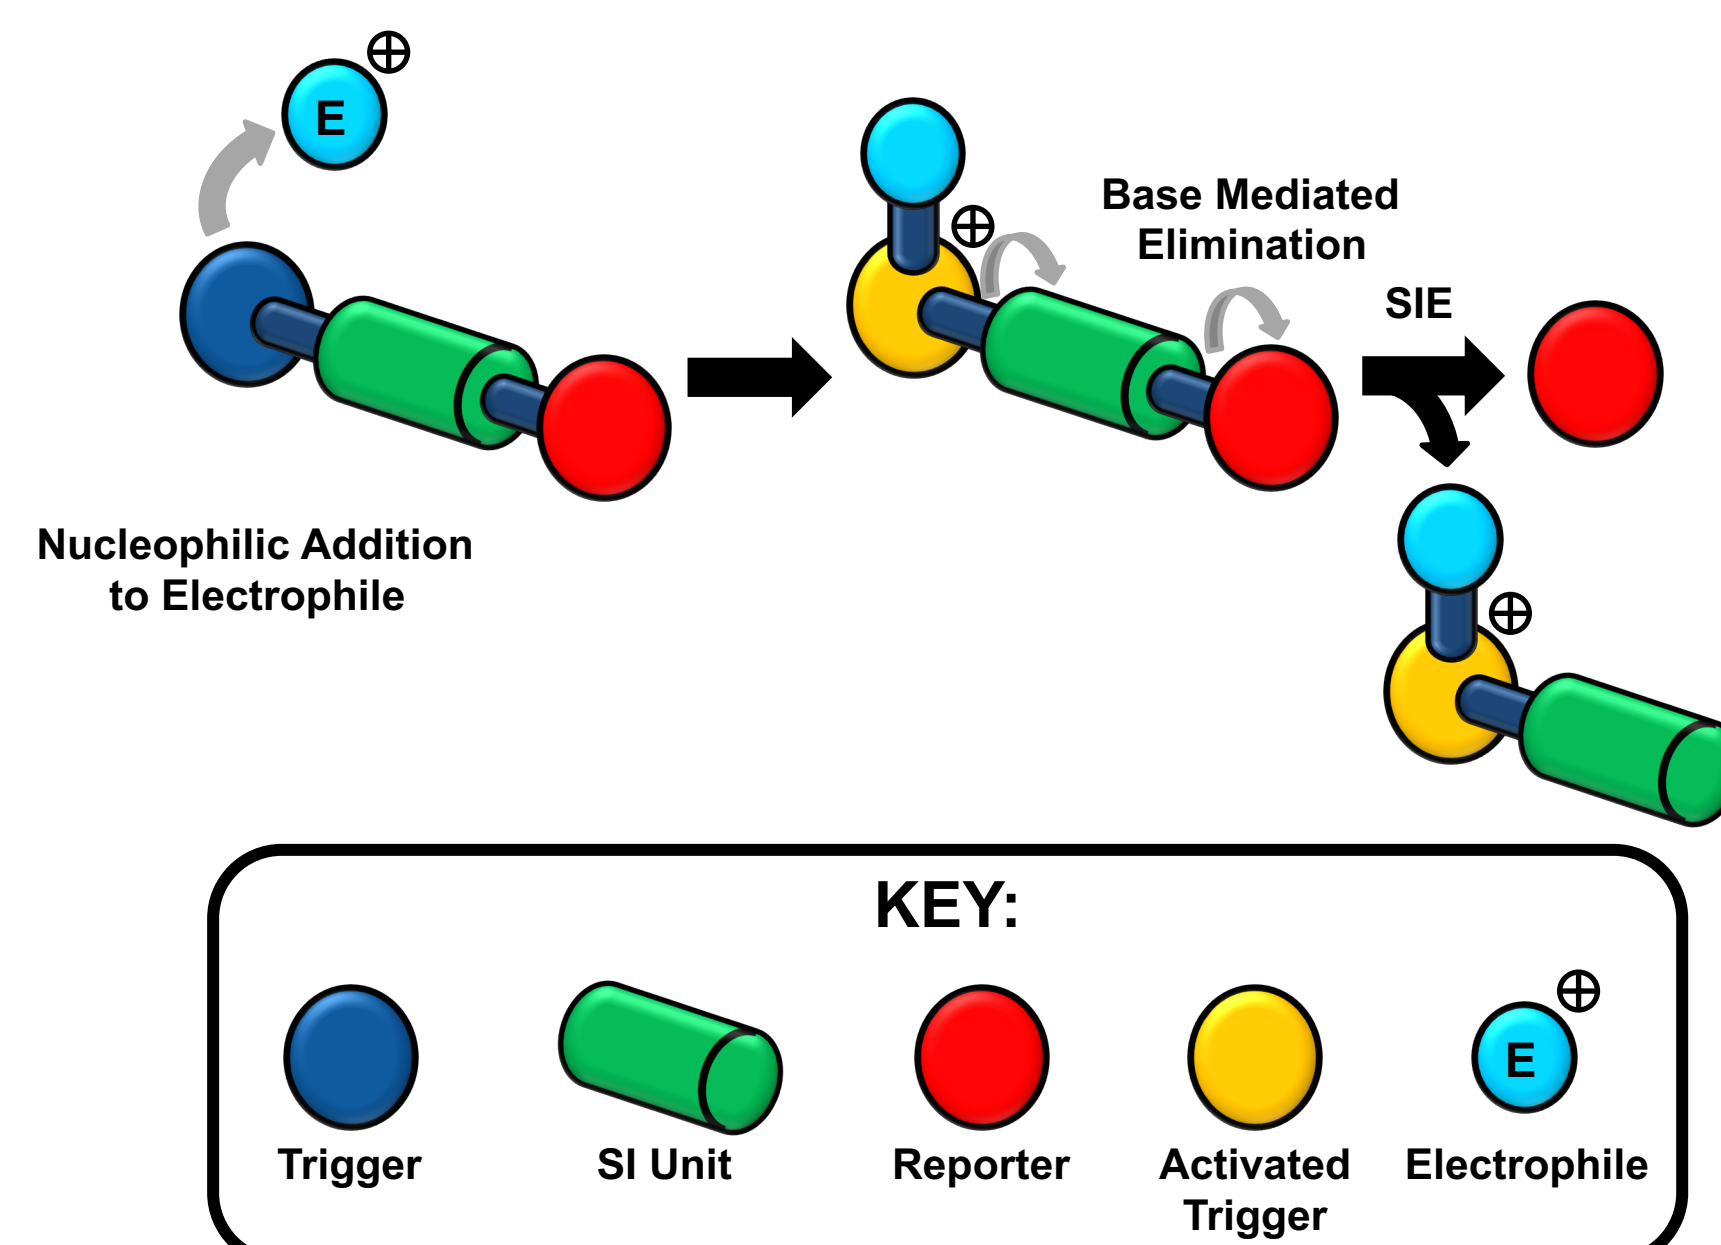 E
Base Mediated
Elimination
SIE
Nucleophilic Addition
to Electrophile
KEY:
E
Trigger
SI Unit
Reporter
Activated
Trigger
Electrophile